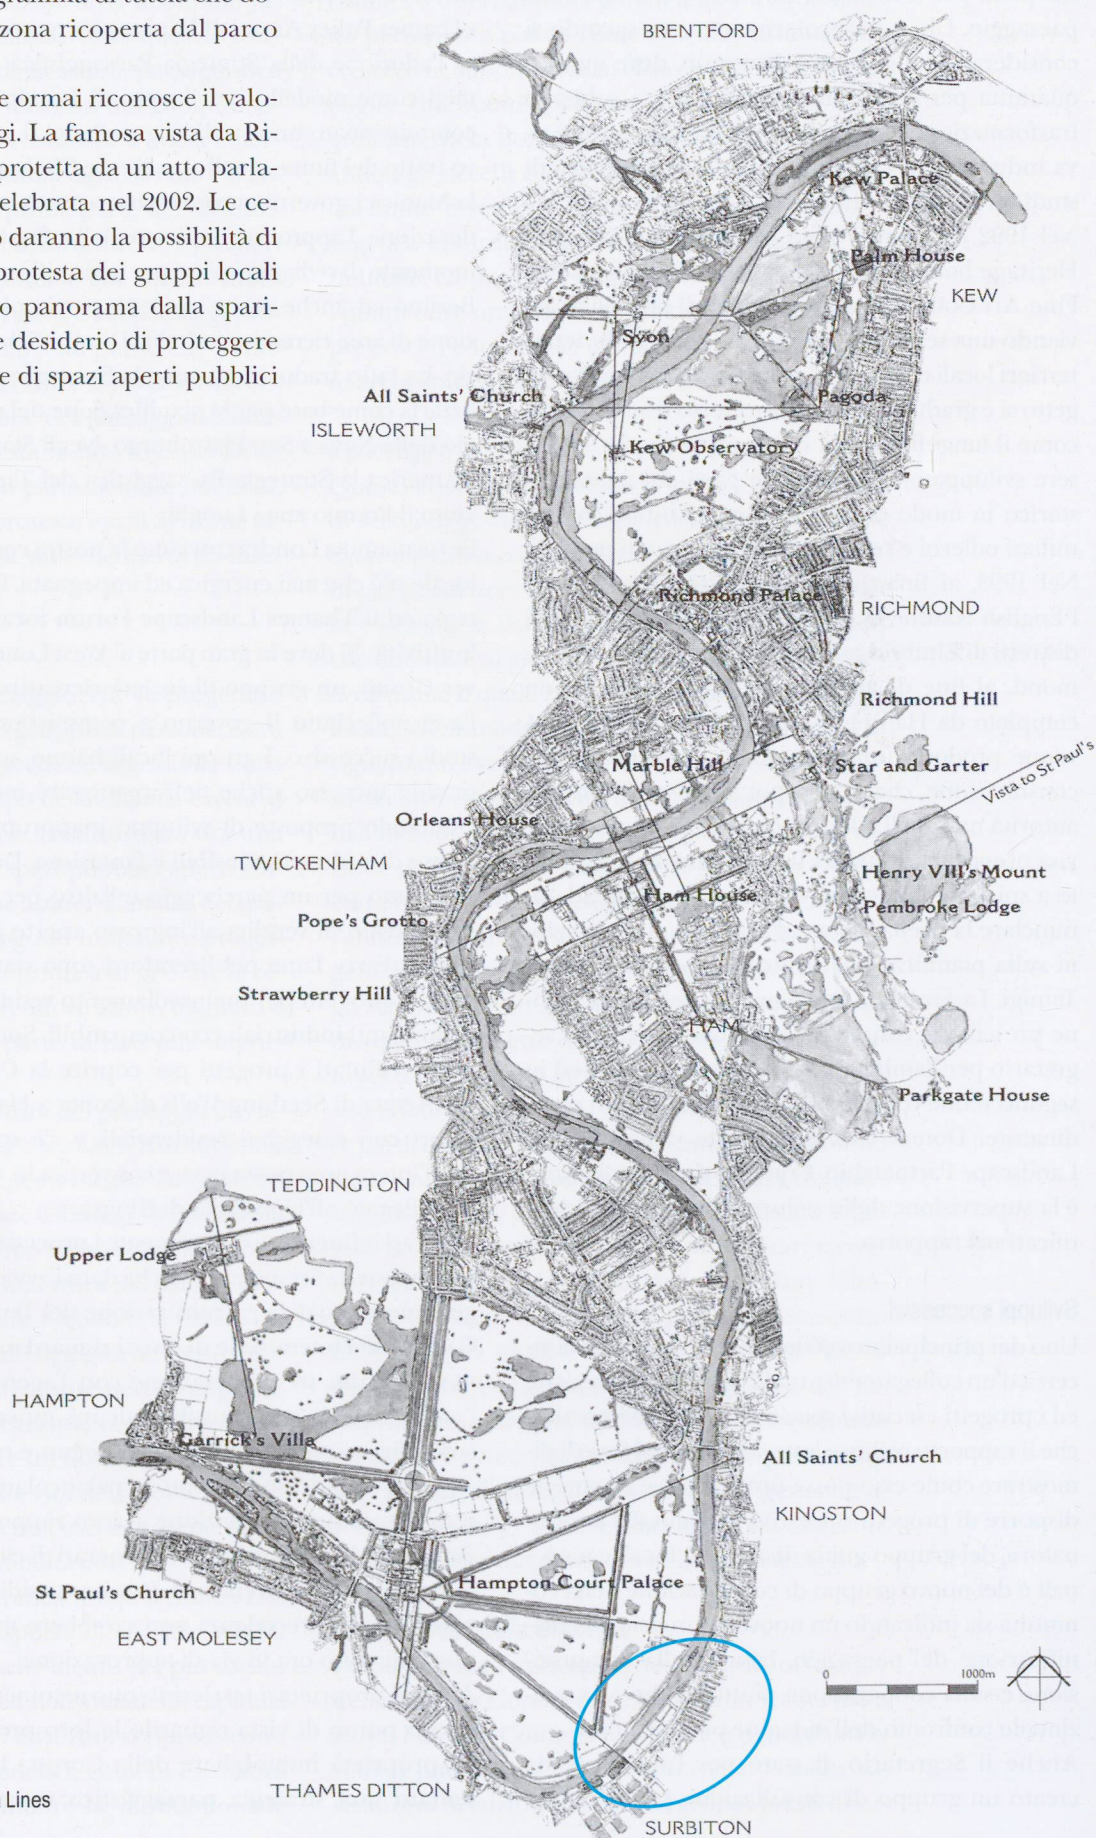 gramma di tutela che do-
zona ricoperta dal parco
e ormai riconosce il valo-
gi. La famosa vista da Ri-
protetta da un atto parla-
elebrata nel 2002. Le ce-
o daranno la possibilità di
protesta dei gruppi locali
o panorama dalla spari-
e desiderio di proteggere
e di spazi aperti pubblici
BRENTFORD
Kew Palace
Palm House
KEW
Syon
All Saints' Church
Pagoda
ISLEWORTH
Kew Observatory
Richmond Palace
RICHMOND
Richmond Hill
Marble Hill
Star and Garter
Vista to St Paul's
Orleans House
TWICKENHAM
Henry VIII's Mount
Ham House
Pembroke Lodge
Pope's Grotto
Strawberry Hill
HAM
Parkgate House
TEDDINGTON
Upper Lodge
HAMPTON
Garrick's Villa
All Saints' Church
KINGSTON
Hampton Court Palace
St Paul's Church
EAST MOLESEY
0 1000m
THAMES DITTON
Lines
SURBITON